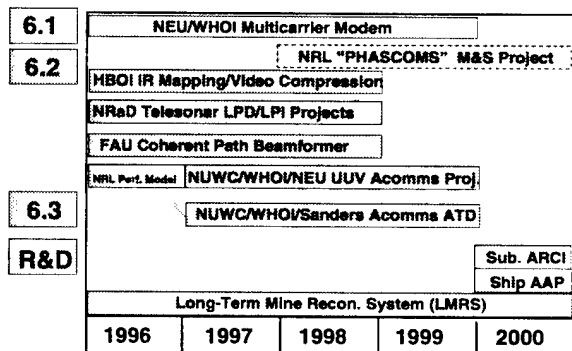 6.1
NEU/WHOI Multicarrier Modem
NRL "PHASCOMS" M&S Project
6.2
HBOI IR Mapping/Video Compression
NRaD Telesonar LPD/LPI Projects
FAU Coherent Path Beamformer
NRL Perf. Model NUWC/WHOI/NEU UUV Acomms Proj.
6.3
NUWC/WHOI/Sanders Acomms ATD
R&D
Sub. ARCI
Ship AAP
Long-Term Mine Recon. System (LMRS)
1996 1997 1998 1999 2000